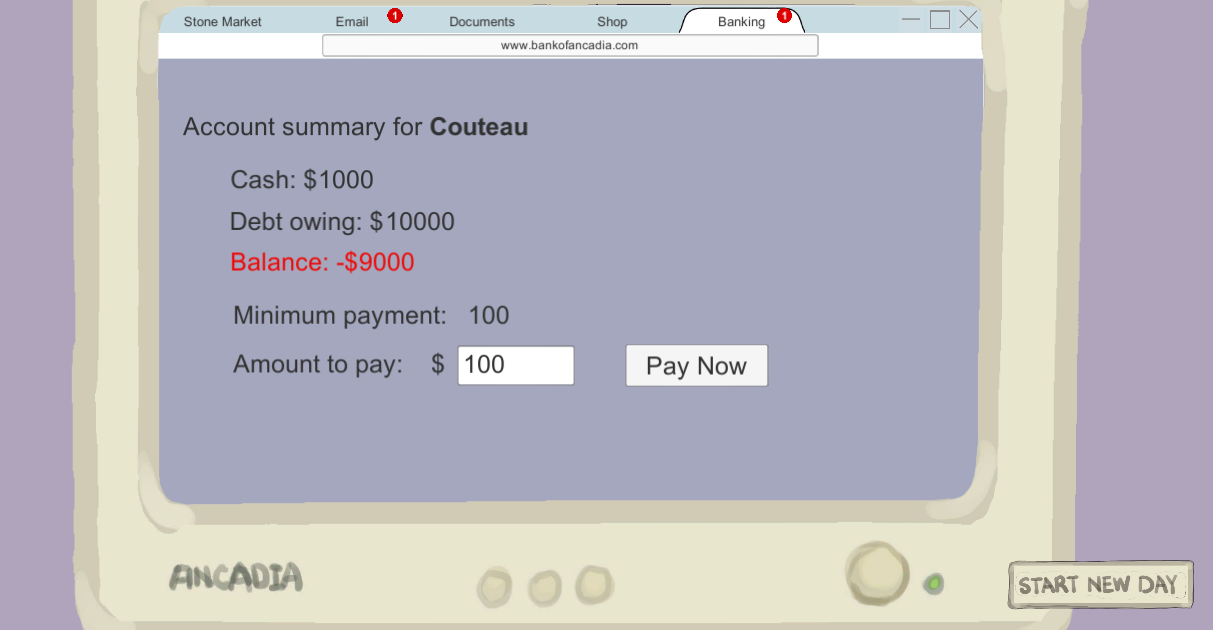 Stone Market Email 1 Documents Shop Banking 1
www.bankofancadia.com
Account summary for Couteau
Cash: $1000
Debt owing: $10000
Balance: -$9000
Minimum payment: 100
Amount to pay: $ 100 Pay Now
ANCADIA
START NEW DAY